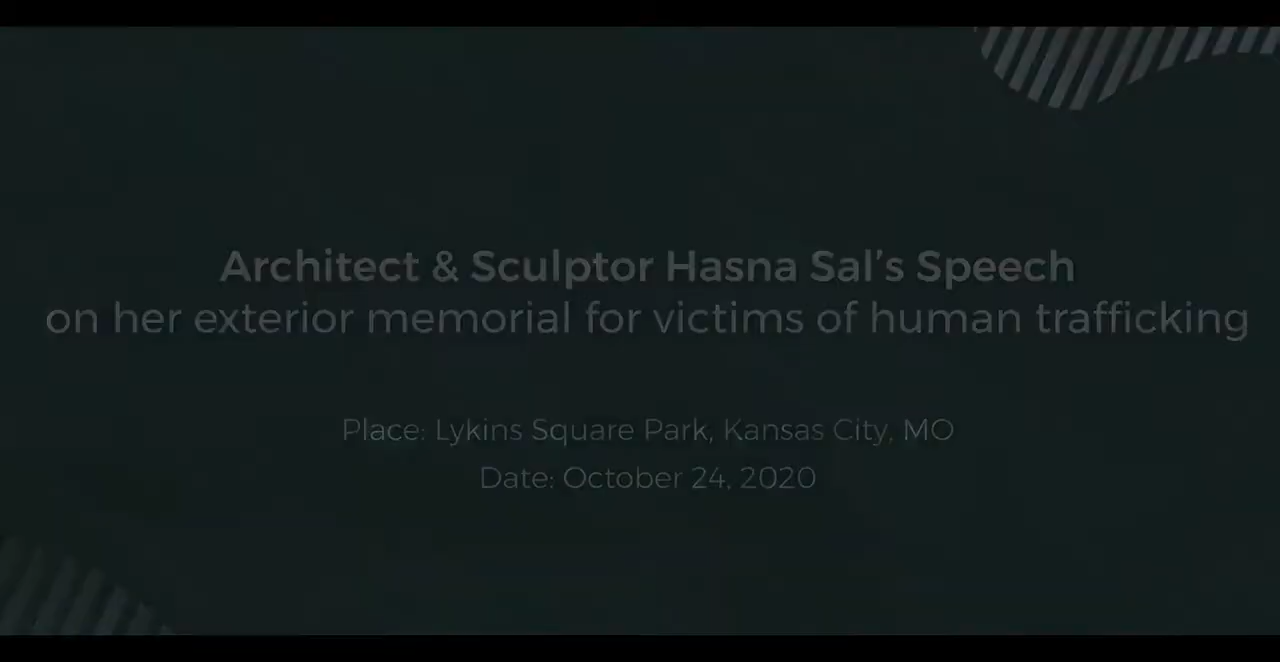 Architect & Sculptor Hasna Sal’s Speech
on her exterior memorial for victims of human trafficking
Place: Lykins Square Park, Kansas City, MO
Date: October 24, 2020